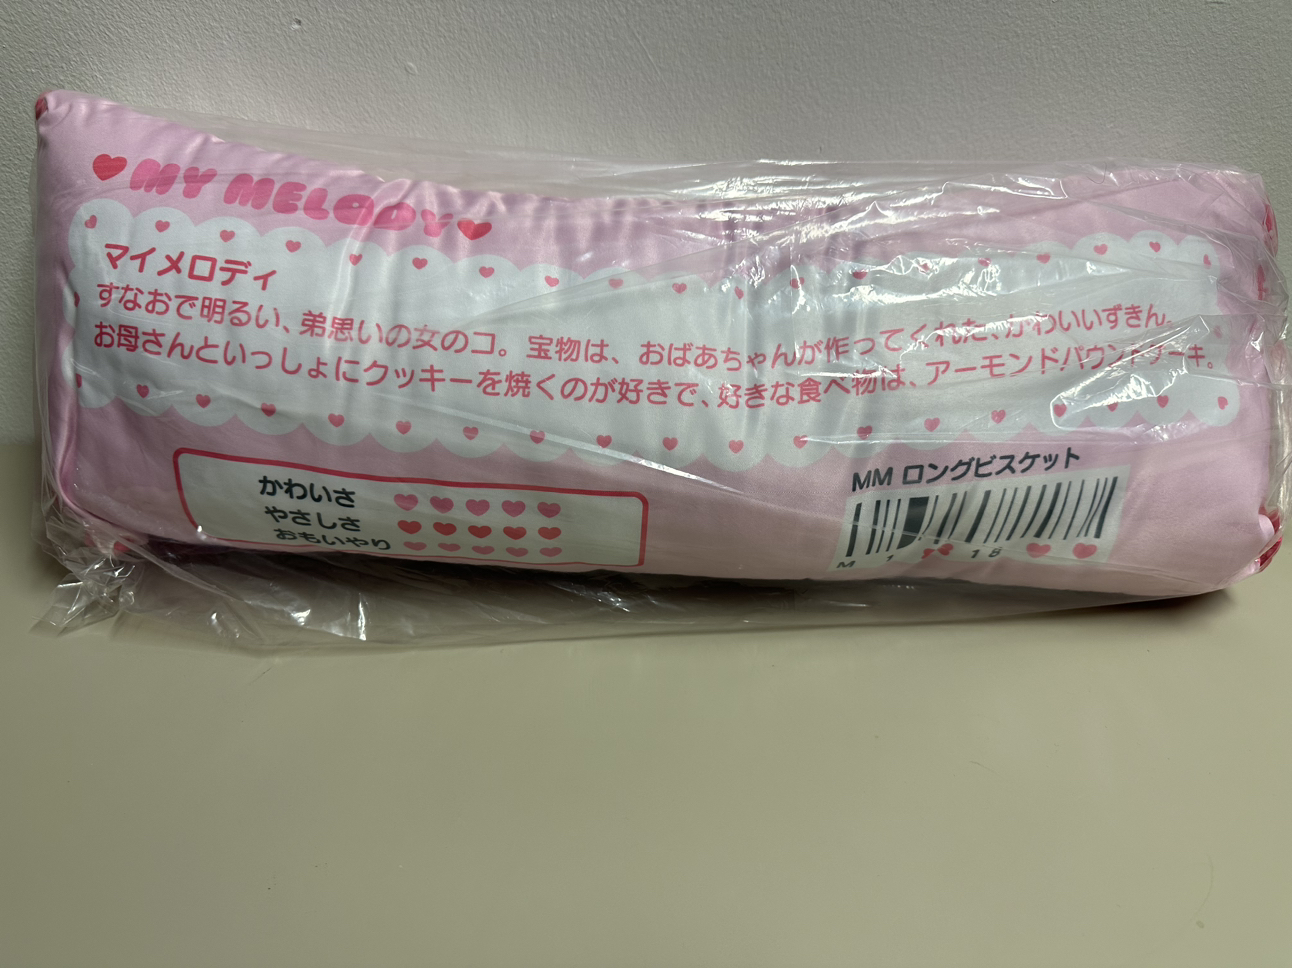 MY MELODY
マイメロディ
すなおで明るい、弟思いの女のコ。宝物は、おばあちゃんが作ってくれた、かわいいずきん。
お母さんといっしょにクッキーを焼くのが好きで、好きな食べ物は、アーモンドパウンドケーキ。
かわいさ
やさしさ
おもいやり
MM ロングビスケット
M 1 18